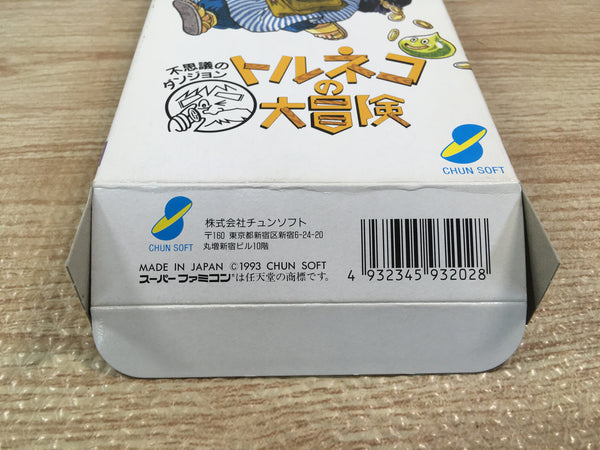 不思議の
ダンジョン
トルネコ
の
大冒険
CHUN SOFT
CHUN SOFT
株式会社チュンソフト
〒160 東京都新宿区新宿6-24-20
丸増新宿ビル10階
MADE IN JAPAN ©1993 CHUN SOFT
スーパーファミコン®は任天堂の商標です。
4 932345 932028